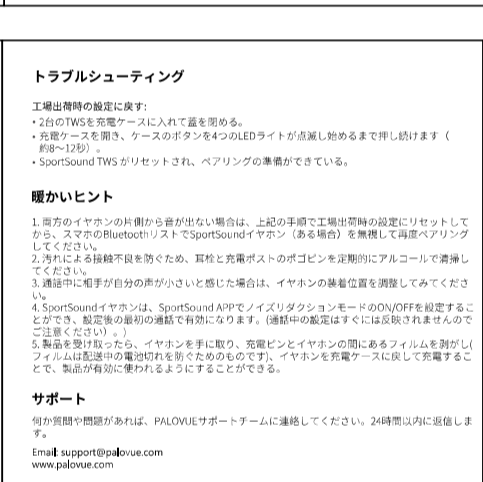 トラブルシューティング
工場出荷時の設定に戻す:
• 2台のTWSを充電ケースに入れて蓋を閉める。
• 充電ケースを開き、ケースのボタンを4つのLEDライトが点滅し始めるまで押し続けます（
約8～12秒）。
• SportSound TWS がリセットされ、ペアリングの準備ができている。
暖かいヒント
1. 両方のイヤホンの片側から音が出ない場合は、上記の手順で工場出荷時の設定にリセットして
から、スマホのBluetoothリストでSportSoundイヤホン（ある場合）を無視して再度ペアリング
してください。
2. 汚れによる接触不良を防ぐため、耳栓と充電ポストのポゴピンを定期的にアルコールで清掃し
てください。
3. 通話中に相手が自分の声が小さいと感じた場合は、イヤホンの装着位置を調整してみてくださ
い。
4. SportSoundイヤホンは、SportSound APPでノイズリダクションモードのON/OFFを設定するこ
とができ、設定後の最初の通話で有効になります。(通話中の設定はすぐには反映されませんので
ご注意ください）。)
5. 製品を受け取ったら、イヤホンを手に取り、充電ピンとイヤホンの間にあるフィルムを剥がし(
フィルムは配送中の電池切れを防ぐためのものです)、イヤホンを充電ケースに戻して充電するこ
とで、製品が有効に使われるようにすることができる。
サポート
何か質問や問題があれば、PALOVUEサポートチームに連絡してください。24時間以内に返信しま
す。
Email: support@palovue.com
www.palovue.com